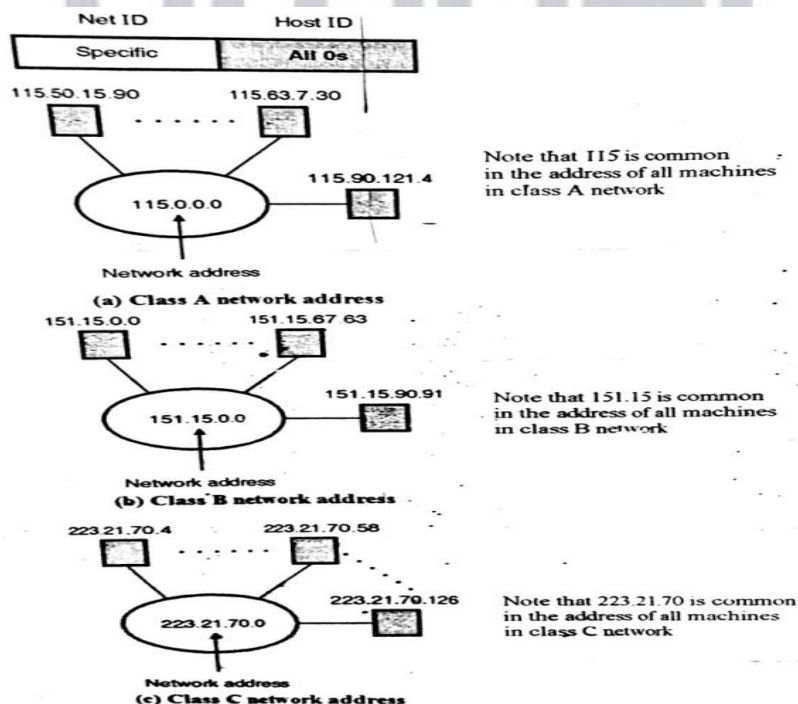 Net ID Host ID
Specific All 0s
115.50.15.90 115.63.7.30
115.90.121.4
115.0.0.0
Network address
Note that 115 is common
in the address of all machines
in class A network
(a) Class A network address
151.15.0.0 151.15.67.63
151.15.90.91
151.15.0.0
Network address
Note that 151.15 is common
in the address of all machines
in class B network
(b) Class B network address
223.21.70.4 223.21.70.58
223.21.70.126
223.21.70.0
Network address
Note that 223.21.70 is common
in the address of all machines
in class C network
(c) Class C network address